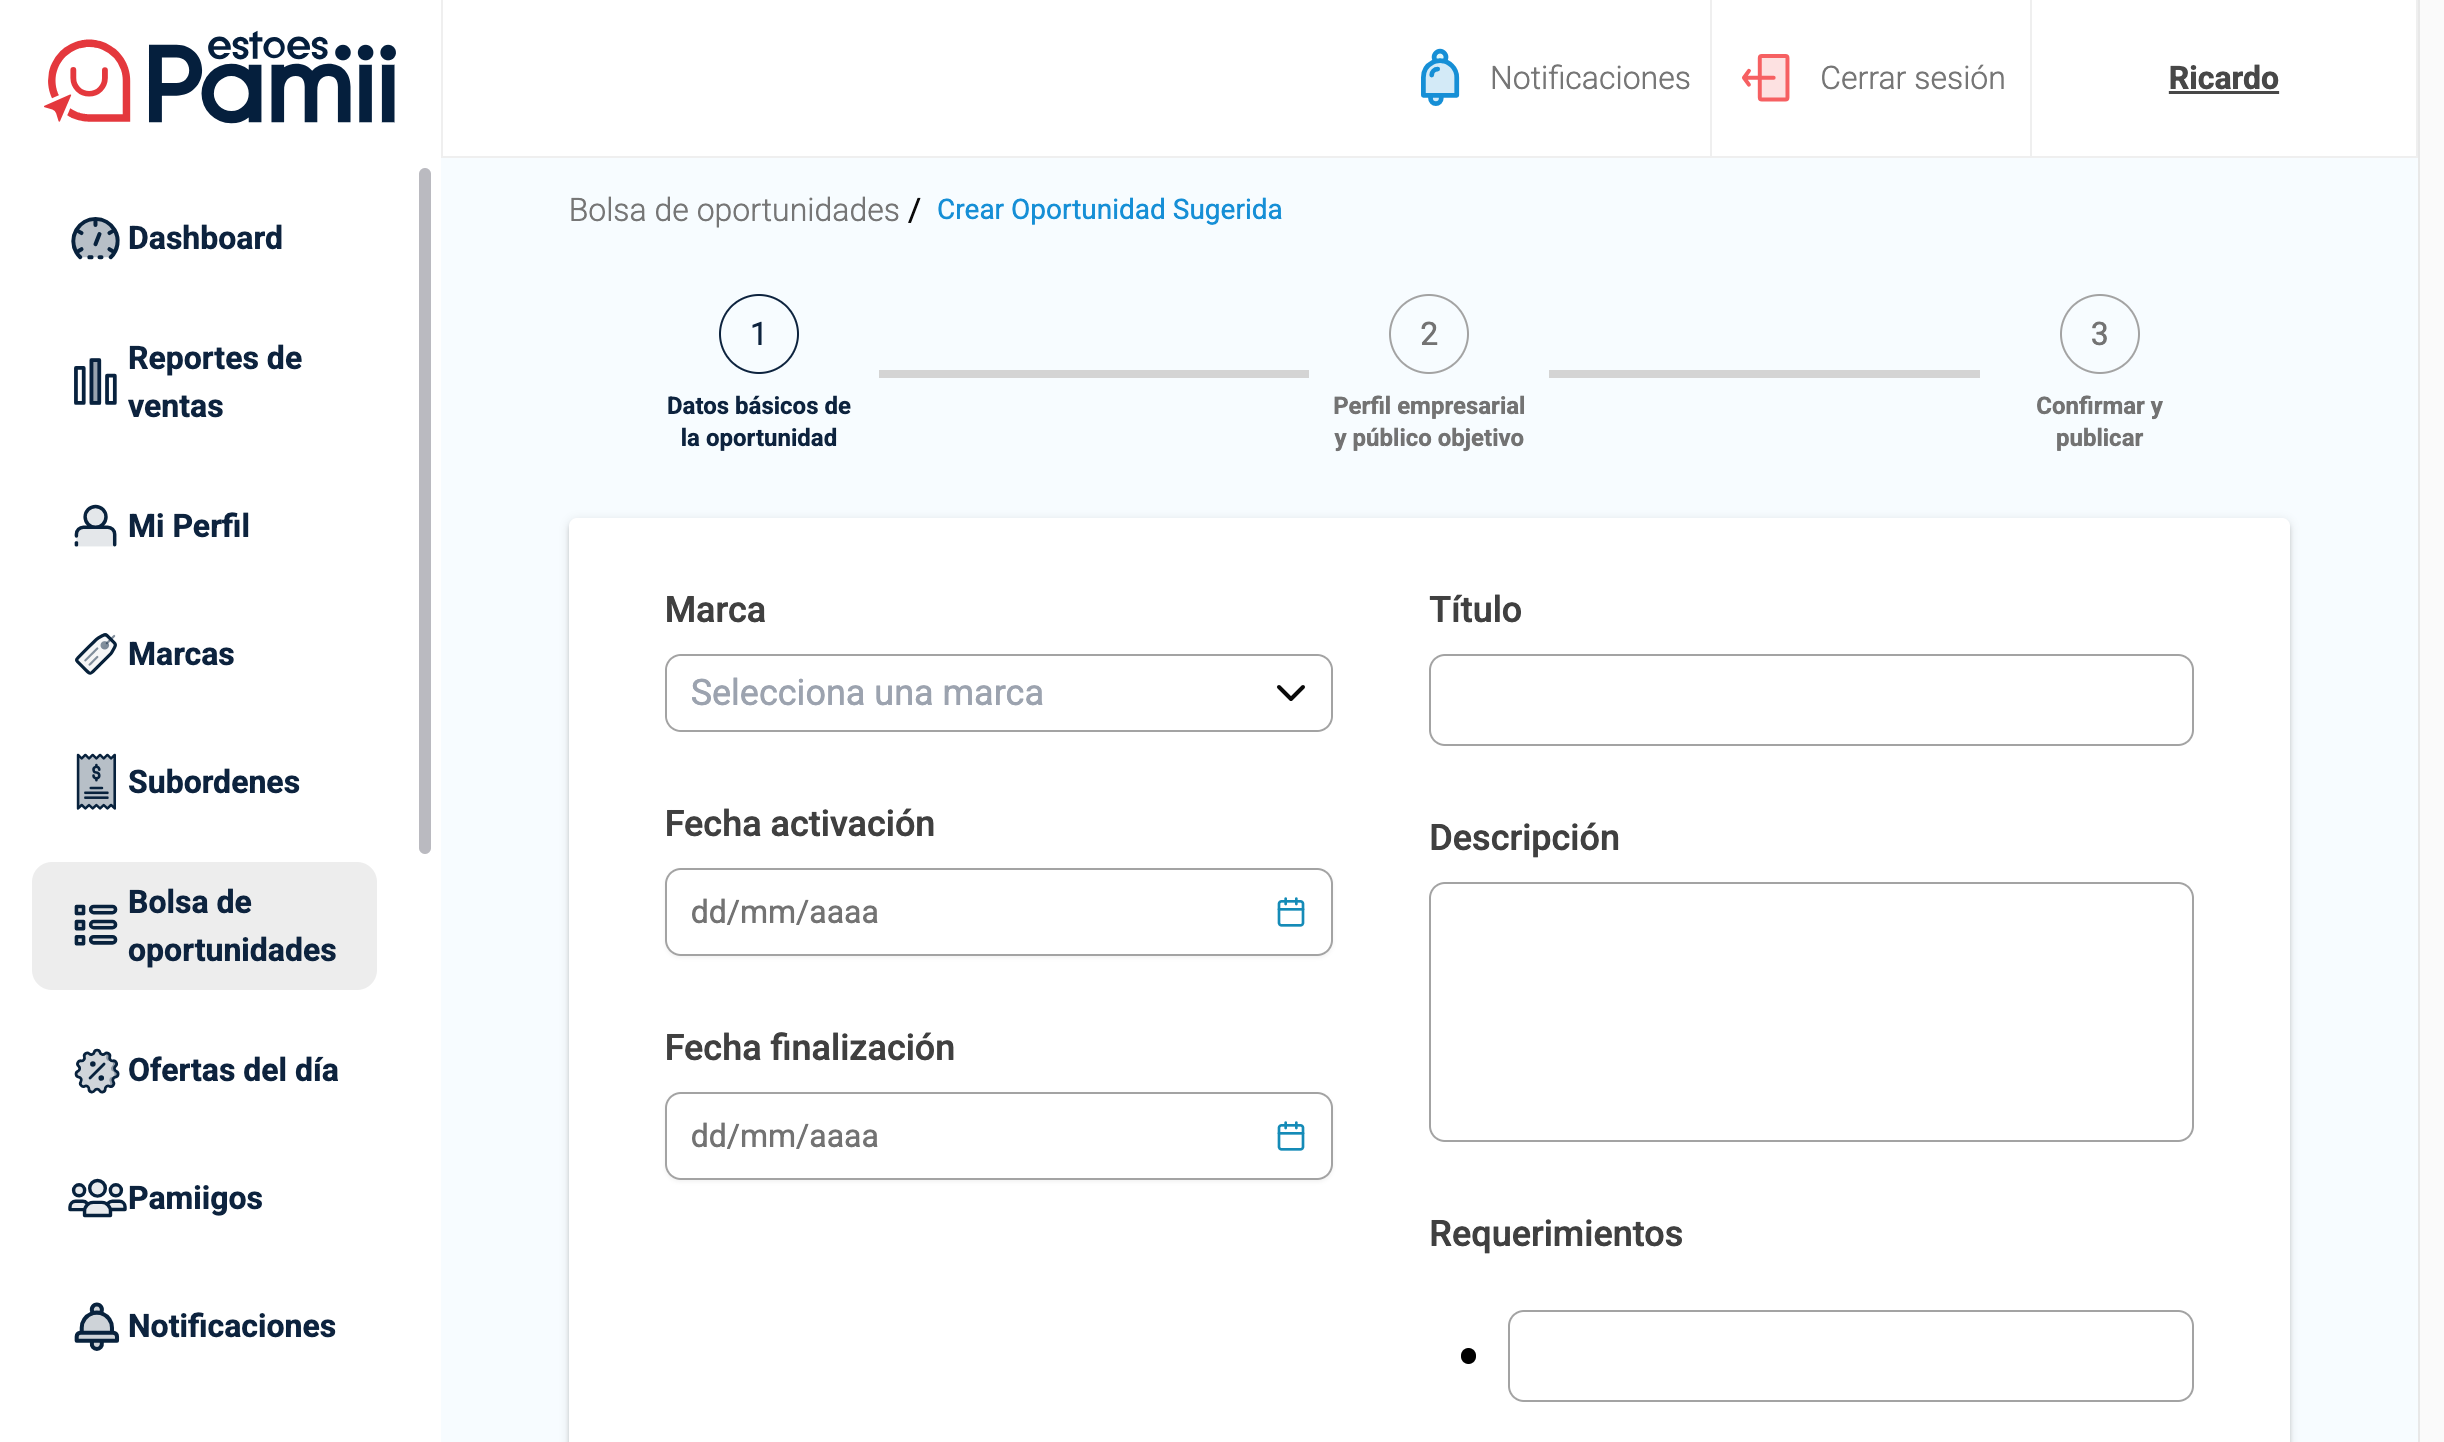 estoes
Pamii
Notificaciones
Cerrar sesión
Ricardo
Dashboard
Reportes de
ventas
Mi Perfil
Marcas
$
Subordenes
Bolsa de
oportunidades
Ofertas del día
Pamiigos
Notificaciones
Bolsa de oportunidades / Crear Oportunidad Sugerida
1
Datos básicos de
la oportunidad
2
Perfil empresarial
y público objetivo
3
Confirmar y
publicar
Marca
Selecciona una marca
Fecha activación
dd/mm/aaaa
Fecha finalización
dd/mm/aaaa
Título
Descripción
Requerimientos